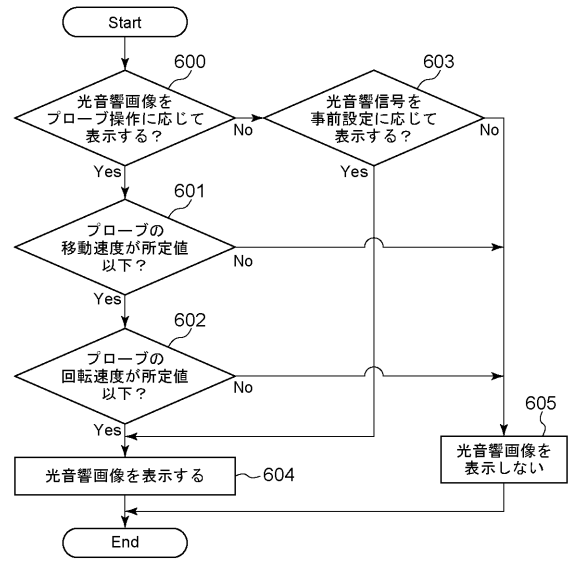 Start
600
光音響画像を
プローブ操作に応じて
表示する？
No
Yes
603
光音響信号を
事前設定に応じて
表示する？
No
Yes
601
プローブの
移動速度が所定値
以下？
No
Yes
602
プローブの
回転速度が所定値
以下？
No
Yes
光音響画像を表示する
604
605
光音響画像を
表示しない
End